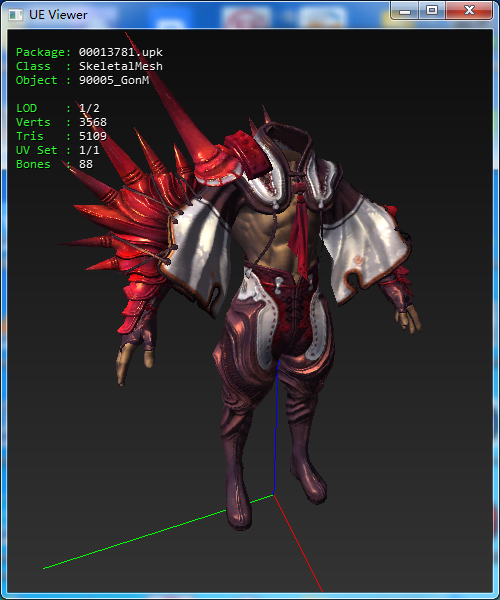 UE Viewer
Package: 00013781.upk
Class  : SkeletalMesh
Object : 90005_GonM
LOD    : 1/2
Verts  : 3568
Tris   : 5109
UV Set : 1/1
Bones  : 88